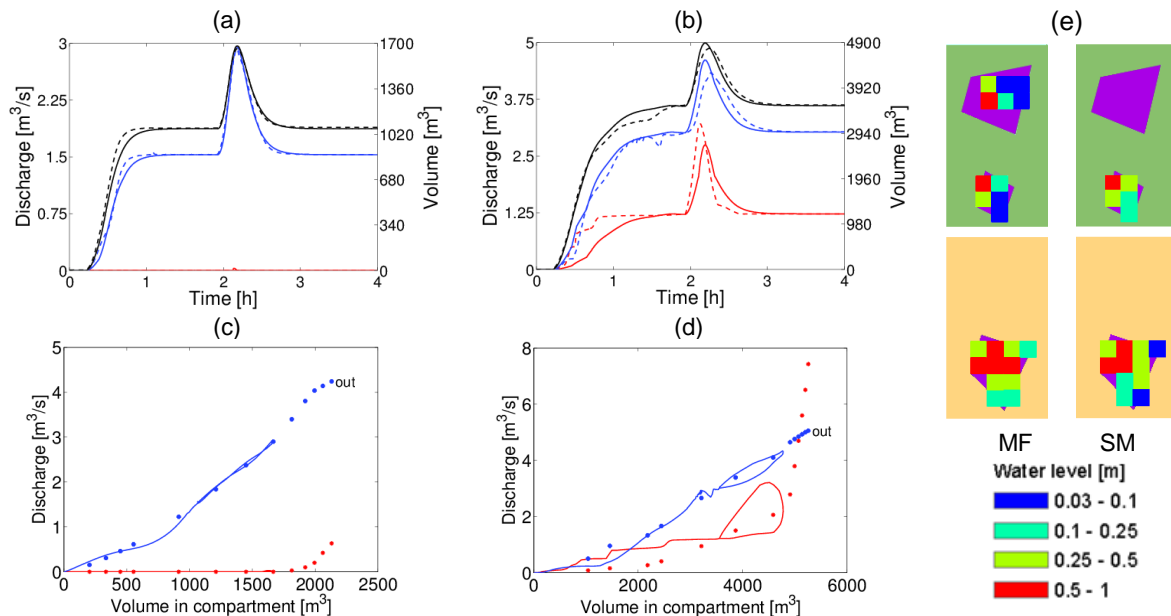 (a)
3
2.25
1.5
0.75
0
Discharge [m³/s]
1700
1360
1020
680
340
0
Volume [m³]
0 1 2 3 4
Time [h]
(b)
5
3.75
2.5
1.25
0
Discharge [m³/s]
4900
3920
2940
1960
980
0
Volume [m³]
0 1 2 3 4
Time [h]
(e)
MF SM
Water level [m]
0.03 - 0.1
0.1 - 0.25
0.25 - 0.5
0.5 - 1
(c)
5
4
3
2
1
0
Discharge [m³/s]
out
0 500 1000 1500 2000 2500
Volume in compartment [m³]
(d)
8
6
4
2
0
Discharge [m³/s]
out
0 2000 4000 6000
Volume in compartment [m³]